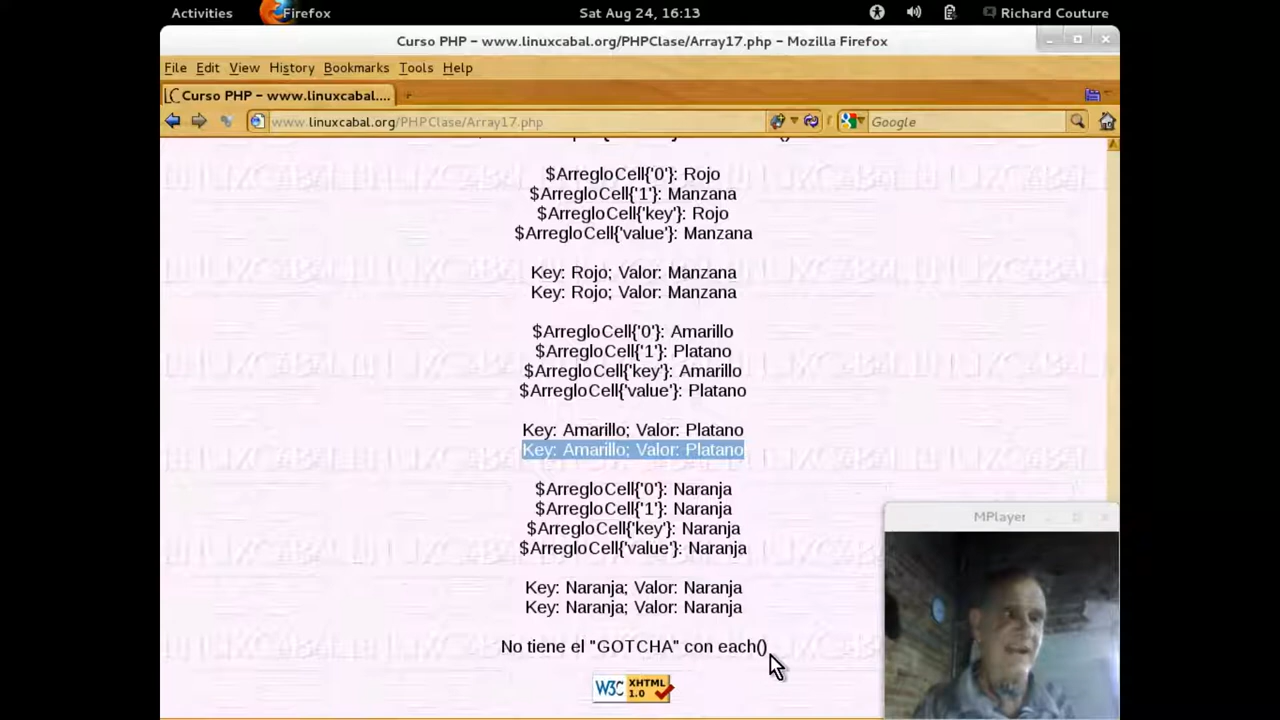 Activities Firefox Sat Aug 24, 16:13 Richard Couture
Curso PHP – www.linuxcabal.org/PHPClase/Array17.php – Mozilla Firefox
File Edit View History Bookmarks Tools Help
Curso PHP – www.linuxcabal....
www.linuxcabal.org/PHPClase/Array17.php Google
$ArregloCell{'0'}: Rojo
$ArregloCell{'1'}: Manzana
$ArregloCell{'key'}: Rojo
$ArregloCell{'value'}: Manzana
Key: Rojo; Valor: Manzana
Key: Rojo; Valor: Manzana
$ArregloCell{'0'}: Amarillo
$ArregloCell{'1'}: Platano
$ArregloCell{'key'}: Amarillo
$ArregloCell{'value'}: Platano
Key: Amarillo; Valor: Platano
Key: Amarillo; Valor: Platano
$ArregloCell{'0'}: Naranja
$ArregloCell{'1'}: Naranja
$ArregloCell{'key'}: Naranja
$ArregloCell{'value'}: Naranja
MPlayer
Key: Naranja; Valor: Naranja
Key: Naranja; Valor: Naranja
No tiene el "GOTCHA" con each()
W3C XHTML 1.0